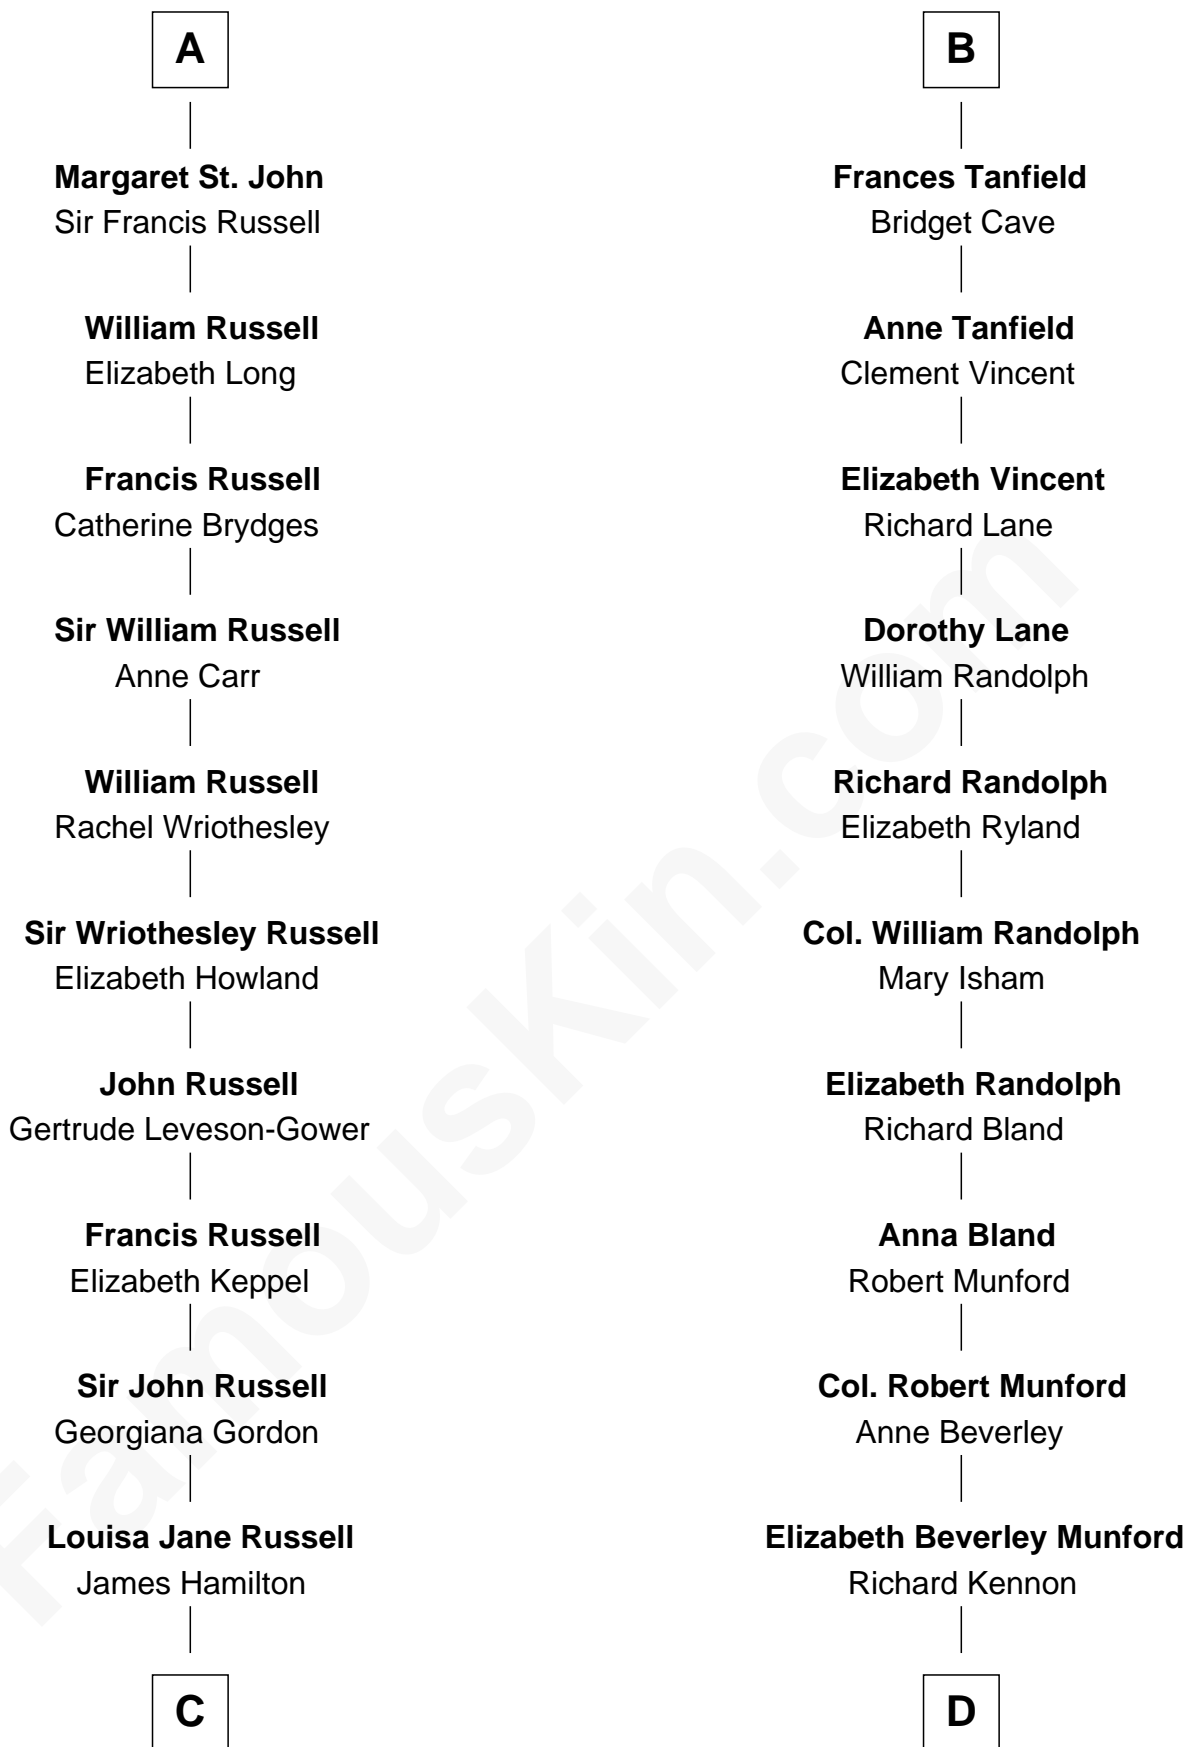 A
Margaret St. John
Sir Francis Russell
William Russell
Elizabeth Long
Francis Russell
Catherine Brydges
Sir William Russell
Anne Carr
William Russell
Rachel Wriothesley
Sir Wriothesley Russell
Elizabeth Howland
John Russell
Gertrude Leveson-Gower
Francis Russell
Elizabeth Keppel
Sir John Russell
Georgiana Gordon
Louisa Jane Russell
James Hamilton
C
B
Frances Tanfield
Bridget Cave
Anne Tanfield
Clement Vincent
Elizabeth Vincent
Richard Lane
Dorothy Lane
William Randolph
Richard Randolph
Elizabeth Ryland
Col. William Randolph
Mary Isham
Elizabeth Randolph
Richard Bland
Anna Bland
Robert Munford
Col. Robert Munford
Anne Beverley
Elizabeth Beverley Munford
Richard Kennon
D
FamousKin.com